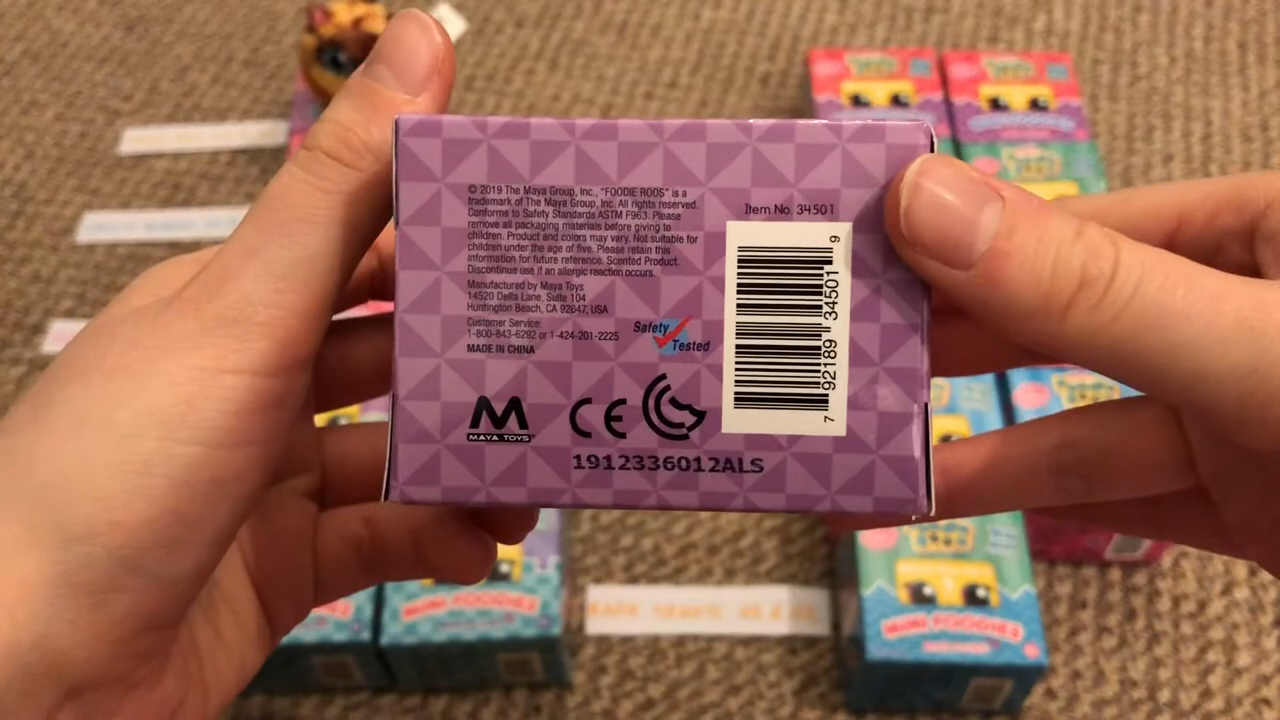 © 2019 The Maya Group, Inc., "FOODIE ROOS" is a
trademark of The Maya Group, Inc. All rights reserved.
Conforms to Safety Standards ASTM F963. Please
remove all packaging materials before giving to
children. Product and colors may vary. Not suitable for
children under the age of five. Please retain this
information for future reference. Scented Product.
Discontinue use if an allergic reaction occurs.
Manufactured by Maya Toys
14520 Delta Lane, Suite 104
Huntington Beach, CA 92647, USA
Customer Service:
1-800-843-6292 or 1-424-201-2225
MADE IN CHINA
Safety
Tested
Item No. 34501
7 92189 34501 9
M
MAYA TOYS
CE
1912336012ALS
MINI FOODIES
MINI FOODIES